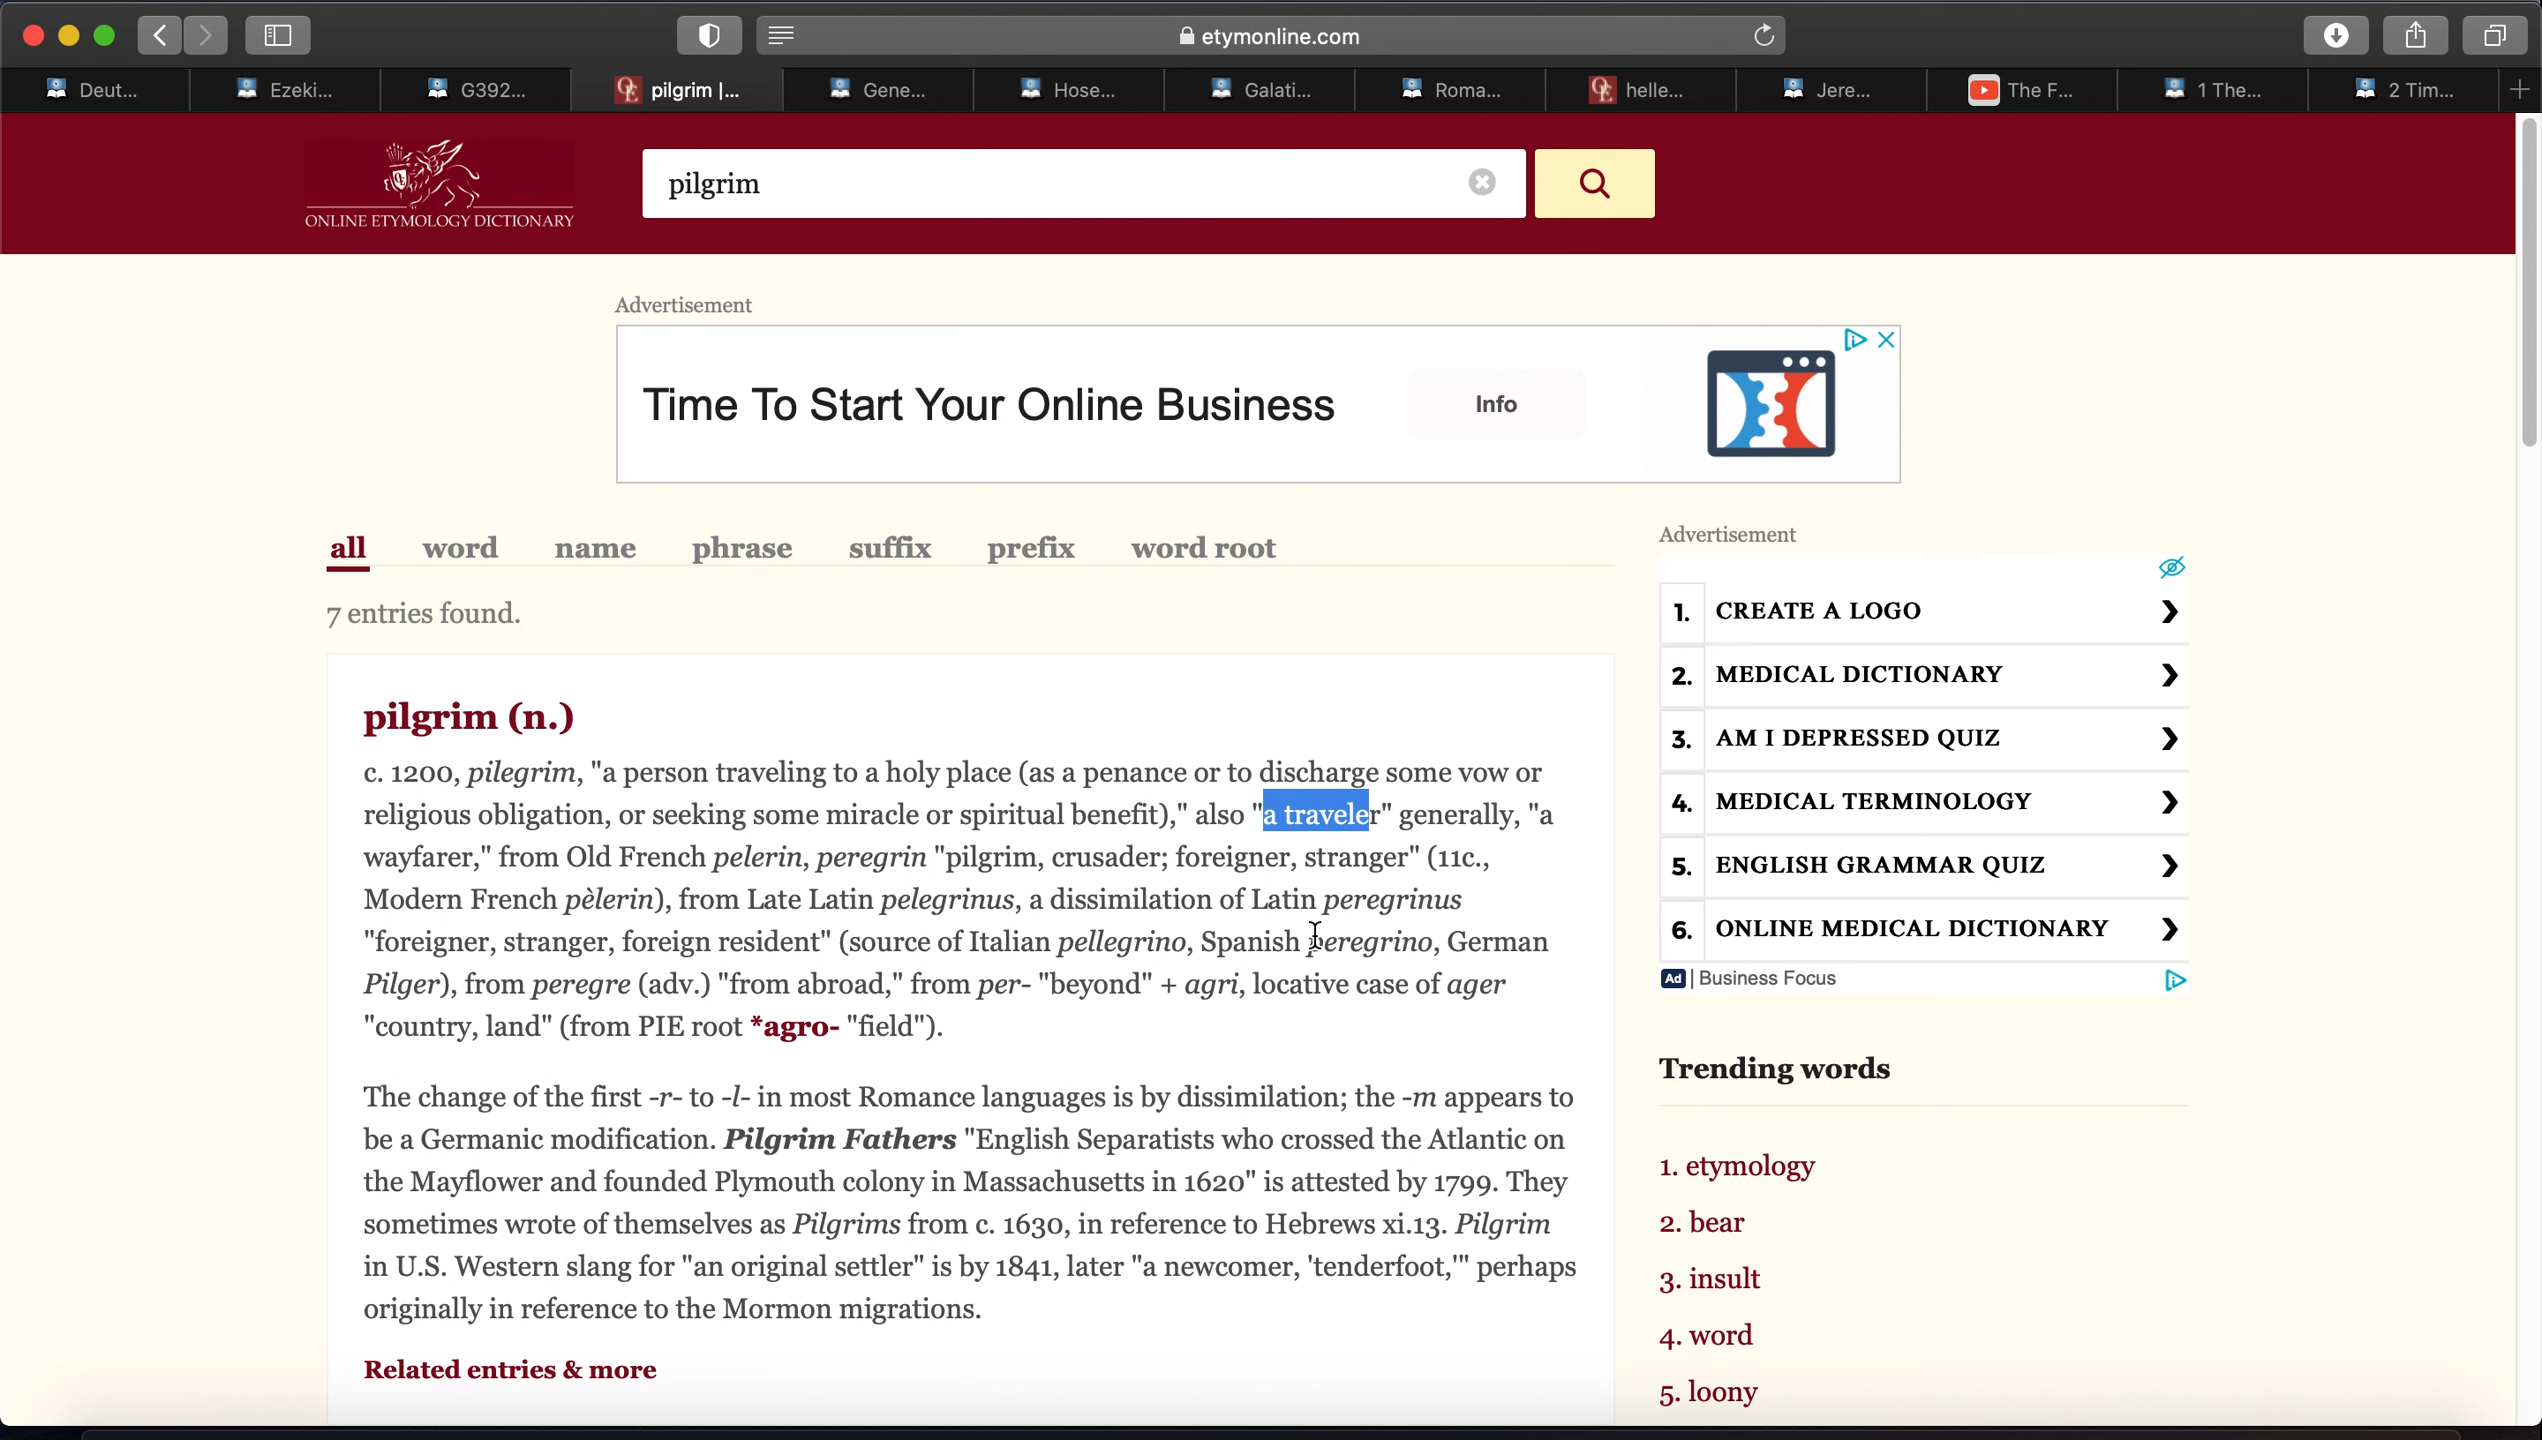 etymonline.com
Deut...
Ezeki...
G392...
pilgrim |...
Gene...
Hose...
Galati...
Roma...
helle...
Jere...
The F...
1 The...
2 Tim...
ONLINE ETYMOLOGY DICTIONARY
pilgrim
Advertisement
Time To Start Your Online Business
Info
all word name phrase suffix prefix word root
7 entries found.
pilgrim (n.)
c. 1200, pilegrim, "a person traveling to a holy place (as a penance or to discharge some vow or
religious obligation, or seeking some miracle or spiritual benefit)," also "a traveler" generally, "a
wayfarer," from Old French pelerin, peregrin "pilgrim, crusader; foreigner, stranger" (11c.,
Modern French pèlerin), from Late Latin pelegrinus, a dissimilation of Latin peregrinus
"foreigner, stranger, foreign resident" (source of Italian pellegrino, Spanish peregrino, German
Pilger), from peregre (adv.) "from abroad," from per- "beyond" + agri, locative case of ager
"country, land" (from PIE root *agro- "field").
The change of the first -r- to -l- in most Romance languages is by dissimilation; the -m appears to
be a Germanic modification. Pilgrim Fathers "English Separatists who crossed the Atlantic on
the Mayflower and founded Plymouth colony in Massachusetts in 1620" is attested by 1799. They
sometimes wrote of themselves as Pilgrims from c. 1630, in reference to Hebrews xi.13. Pilgrim
in U.S. Western slang for "an original settler" is by 1841, later "a newcomer, 'tenderfoot,'" perhaps
originally in reference to the Mormon migrations.
Related entries & more
Advertisement
1. CREATE A LOGO
2. MEDICAL DICTIONARY
3. AM I DEPRESSED QUIZ
4. MEDICAL TERMINOLOGY
5. ENGLISH GRAMMAR QUIZ
6. ONLINE MEDICAL DICTIONARY
Ad | Business Focus
Trending words
1. etymology
2. bear
3. insult
4. word
5. loony